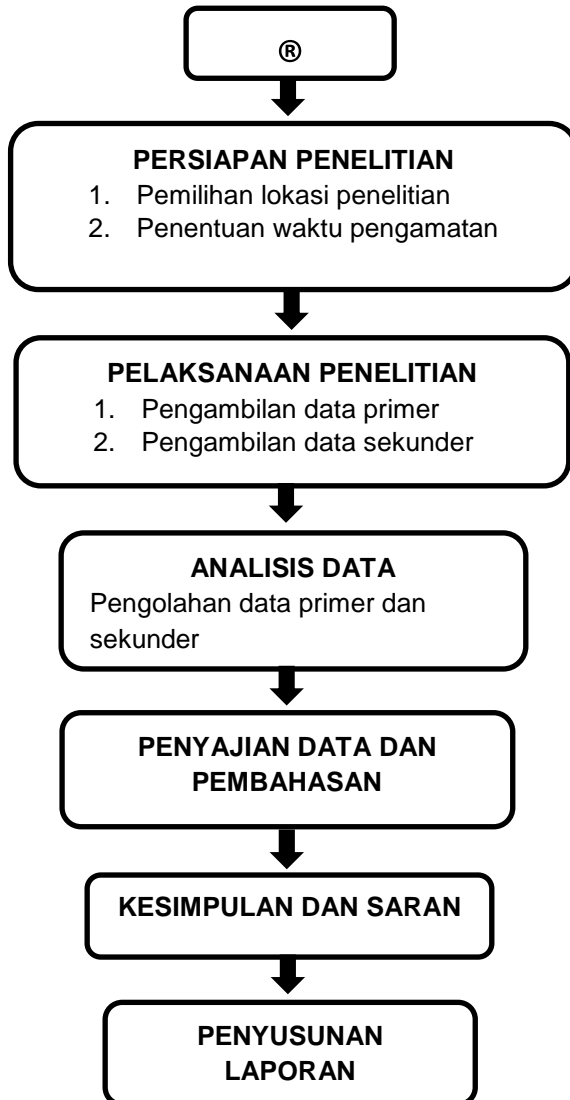 ®
PERSIAPAN PENELITIAN
1. Pemilihan lokasi penelitian
2. Penentuan waktu pengamatan
PELAKSANAAN PENELITIAN
1. Pengambilan data primer
2. Pengambilan data sekunder
ANALISIS DATA
Pengolahan data primer dan
sekunder
PENYAJIAN DATA DAN
PEMBAHASAN
KESIMPULAN DAN SARAN
PENYUSUNAN
LAPORAN